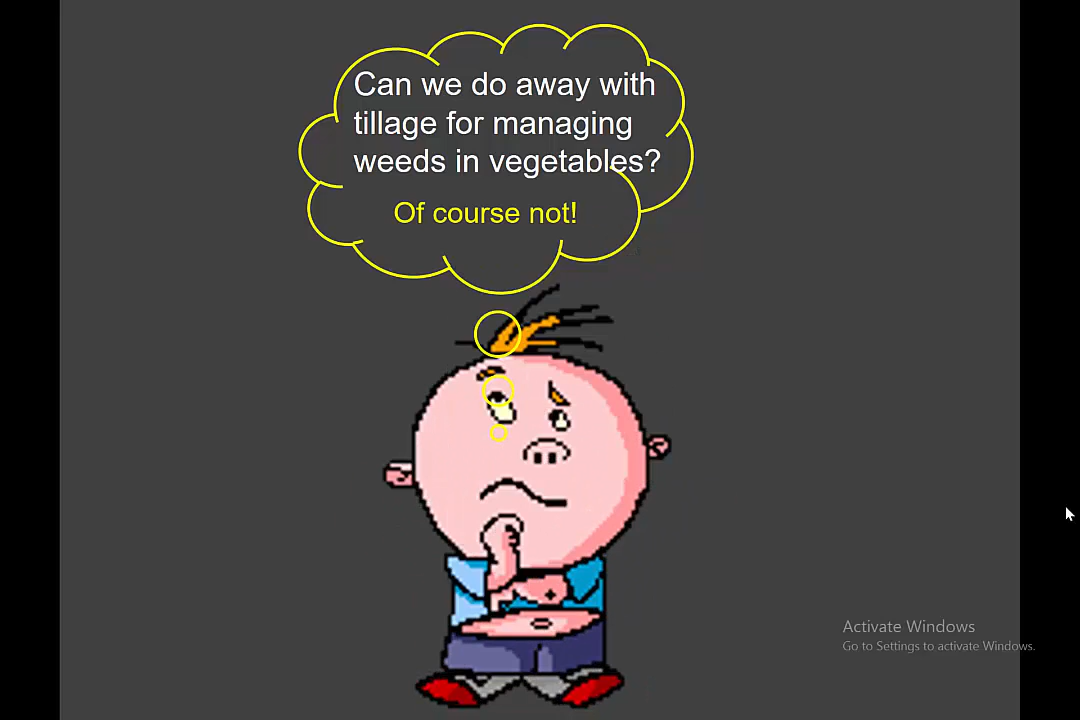 Can we do away with
tillage for managing
weeds in vegetables?
Of course not!
Activate Windows
Go to Settings to activate Windows.